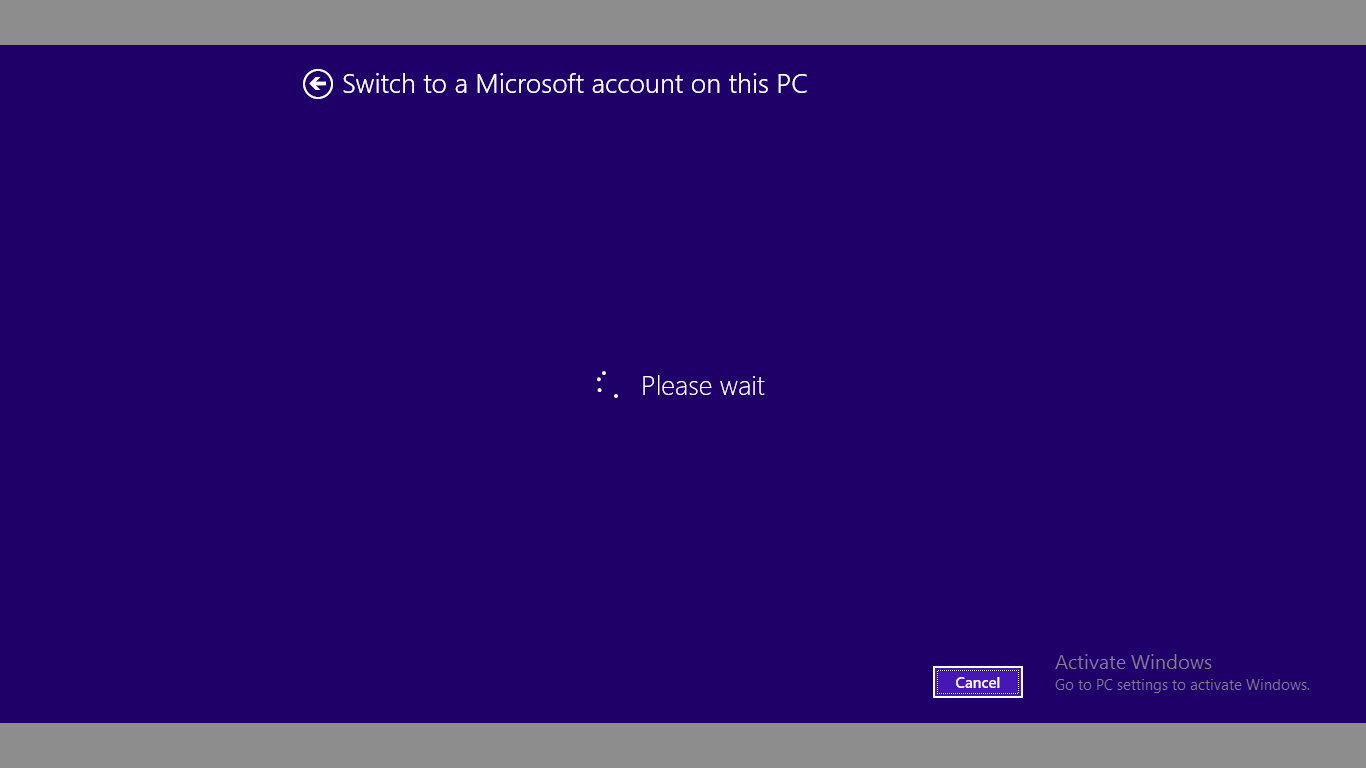 Switch to a Microsoft account on this PC
Please wait
Activate Windows
Cancel
Go to PC settings to activate Windows.